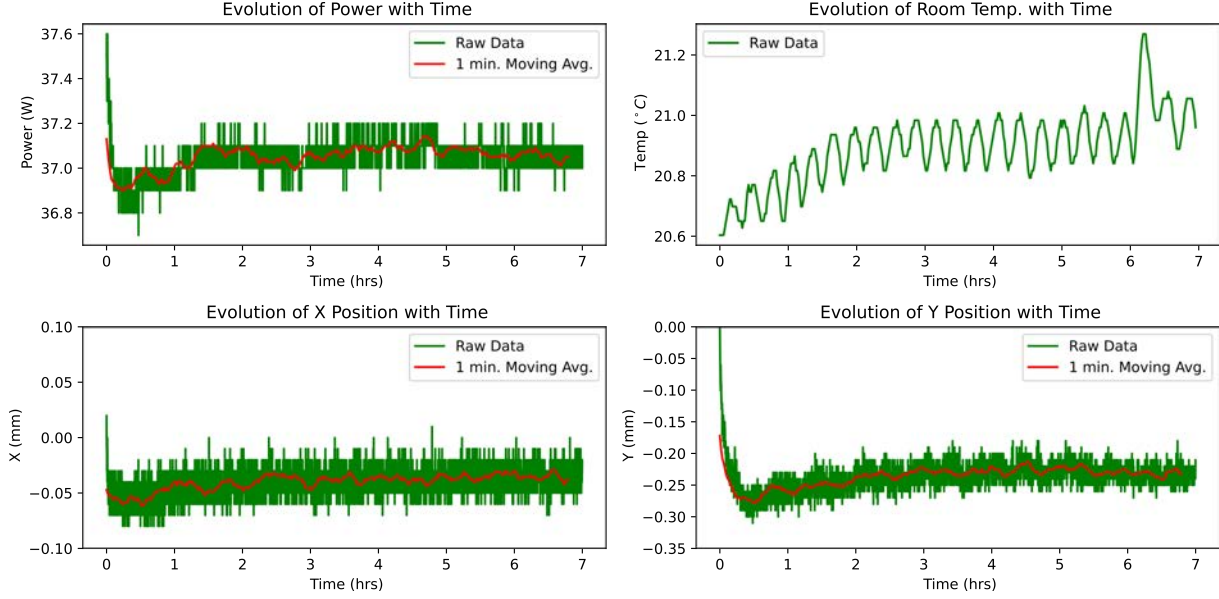 Evolution of Power with Time
37.6
37.4
37.2
37.0
36.8
Power (W)
Raw Data
1 min. Moving Avg.
0 1 2 3 4 5 6 7
Time (hrs)
Evolution of Room Temp. with Time
21.2
21.0
20.8
20.6
Temp (°C)
Raw Data
0 1 2 3 4 5 6 7
Time (hrs)
Evolution of X Position with Time
0.10
0.05
0.00
−0.05
−0.10
X (mm)
Raw Data
1 min. Moving Avg.
0 1 2 3 4 5 6 7
Time (hrs)
Evolution of Y Position with Time
0.00
−0.05
−0.10
−0.15
−0.20
−0.25
−0.30
−0.35
Y (mm)
Raw Data
1 min. Moving Avg.
0 1 2 3 4 5 6 7
Time (hrs)